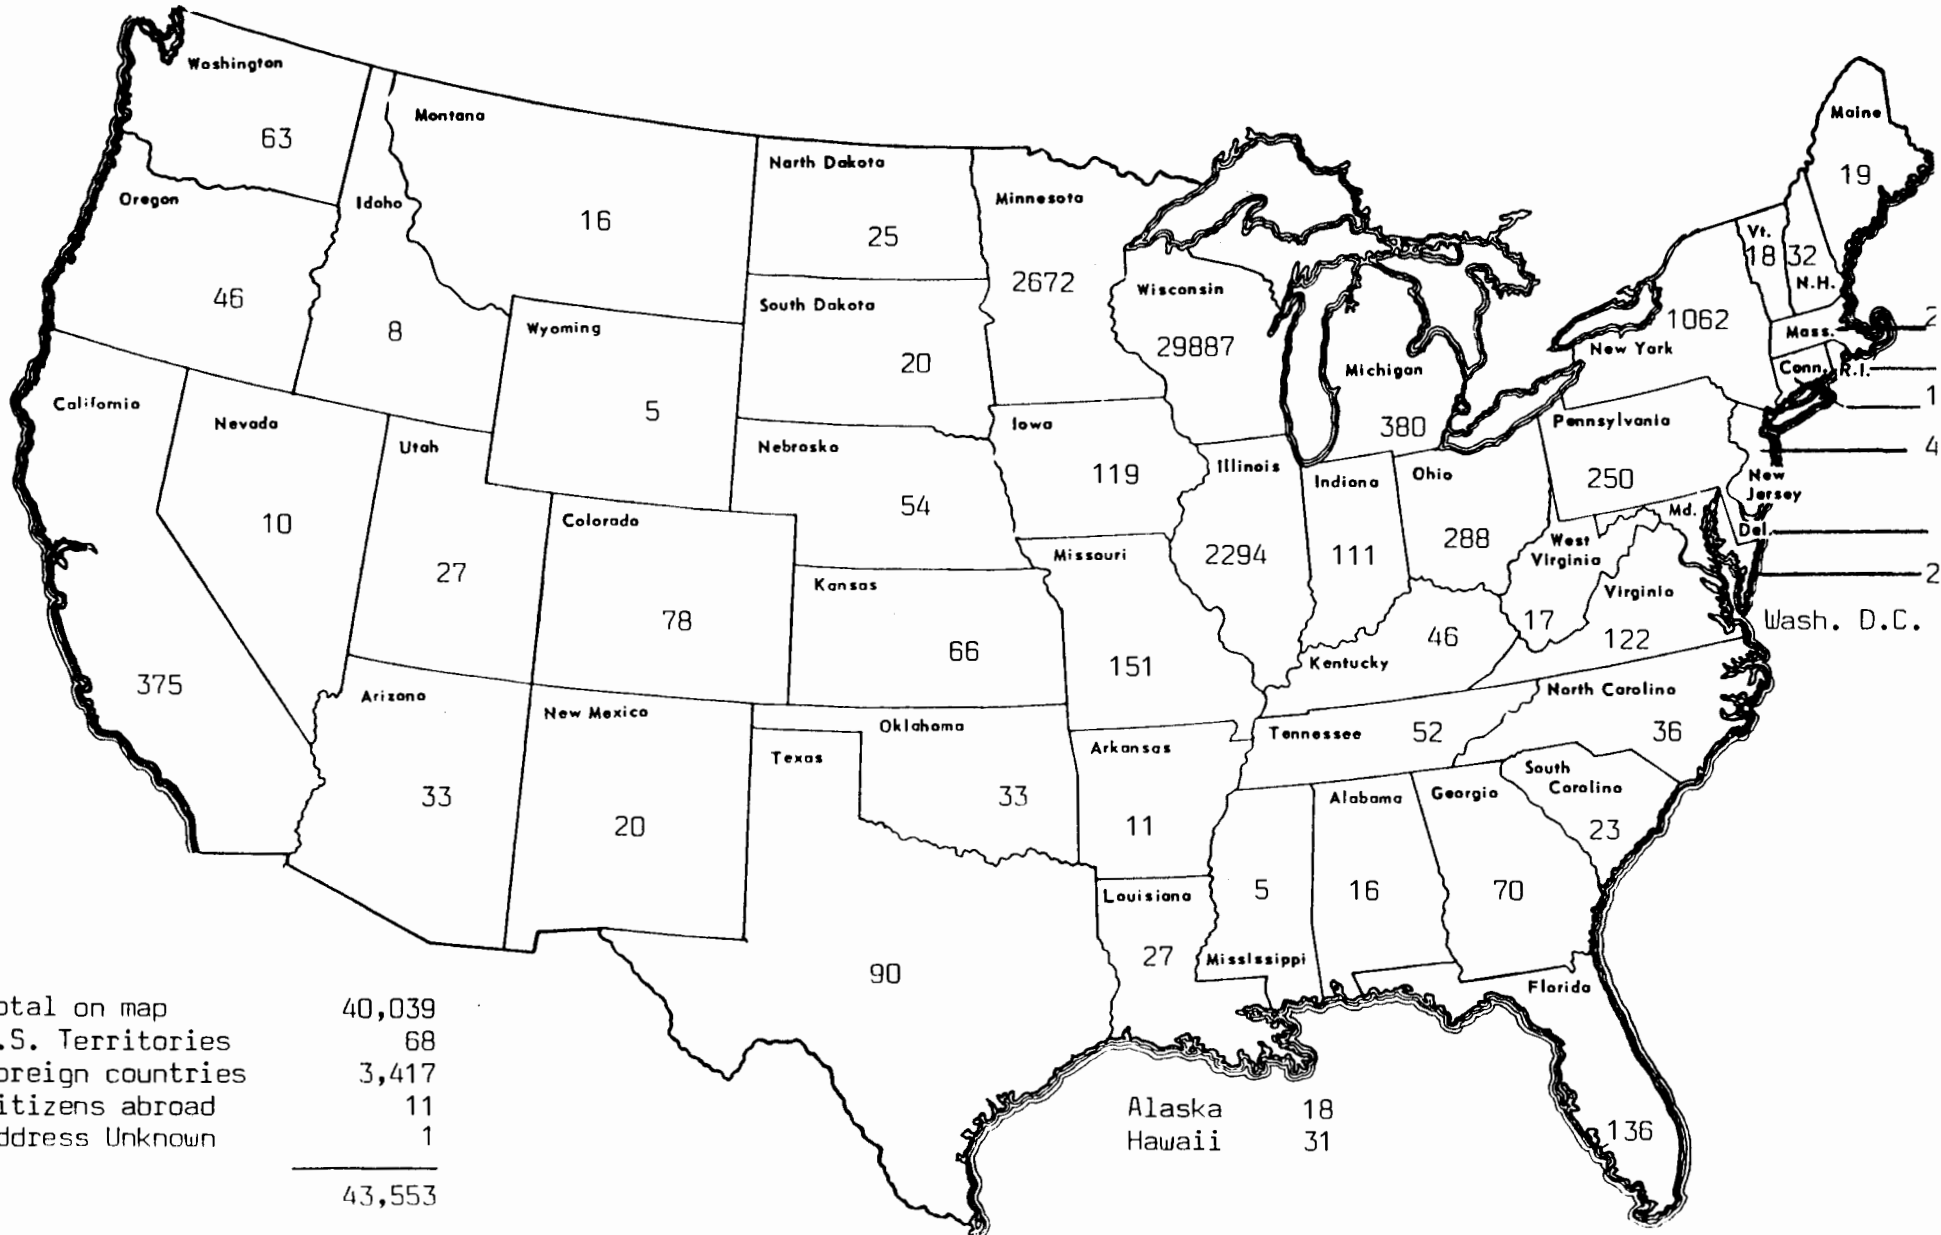 Washington
63
Oregon
46
Idaho
8
Montana
16
North Dakota
25
South Dakota
20
Minnesota
2672
Wisconsin
29887
Michigan
380
Wyoming
5
California
375
Nevada
10
Utah
27
Colorado
78
Nebraska
54
Kansas
66
Iowa
119
Missouri
151
Illinois
2294
Indiana
111
Ohio
288
Kentucky
46
West
Virginia
17
Virginia
122
Pennsylvania
250
New York
1062
Vt.
18
32
N.H.
Maine
19
Mass.
2
Conn.
R.I.
1
4
New
Jersey
Md.
Del.
2
Wash. D.C.
Arizona
33
New Mexico
20
Texas
90
Oklahoma
33
Arkansas
11
Louisiana
27
Tennessee
52
North Carolina
36
South
Carolina
23
Mississippi
5
Alabama
16
Georgia
70
Florida
136
Alaska 18
Hawaii 31
otal on map 40,039
.S. Territories 68
oreign countries 3,417
itizens abroad 11
ddress Unknown 1
43,553